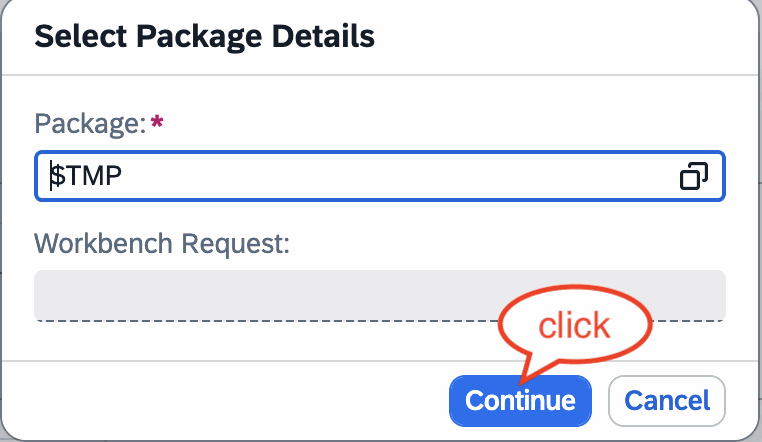 Select Package Details
Package:*
$TMP
Workbench Request:
click
Continue Cancel